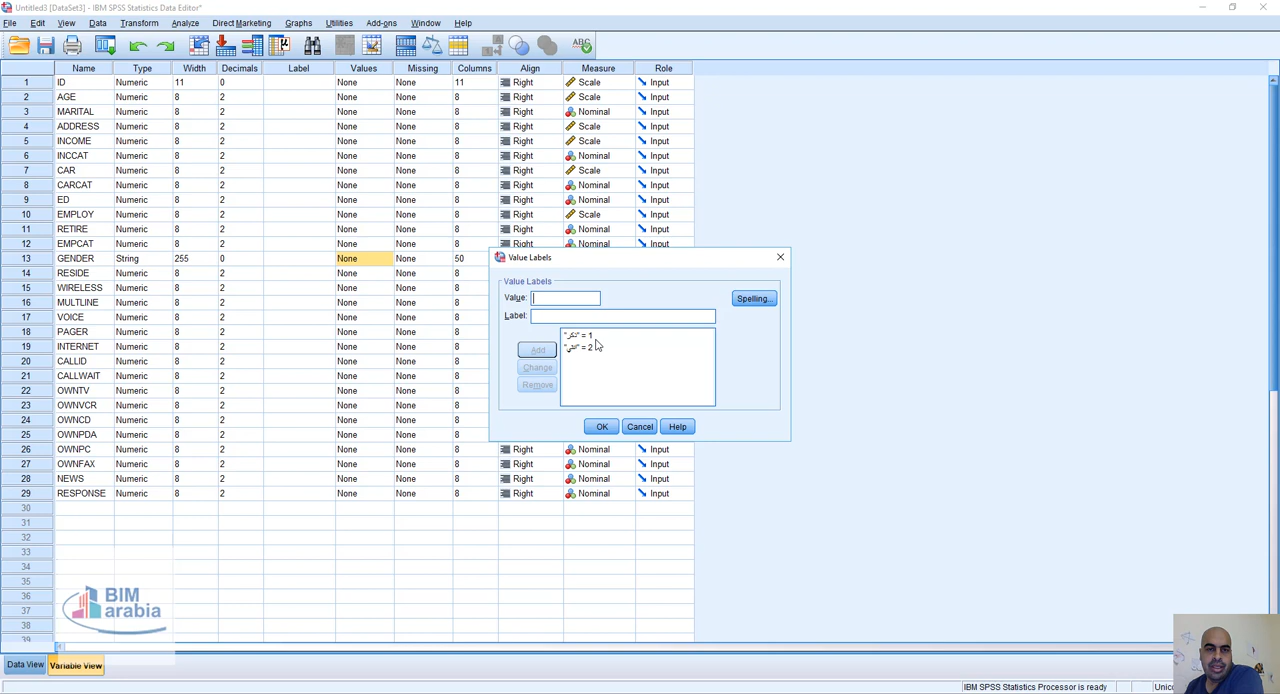 Untitled3 [DataSet3] - IBM SPSS Statistics Data Editor*
File Edit View Data Transform Analyze Direct Marketing Graphs Utilities Add-ons Window Help
Name Type Width Decimals Label Values Missing Columns Align Measure Role
1 ID Numeric 11 0 None None 11 Right Scale Input
2 AGE Numeric 8 2 None None 8 Right Scale Input
3 MARITAL Numeric 8 2 None None 8 Right Nominal Input
4 ADDRESS Numeric 8 2 None None 8 Right Scale Input
5 INCOME Numeric 8 2 None None 8 Right Scale Input
6 INCCAT Numeric 8 2 None None 8 Right Nominal Input
7 CAR Numeric 8 2 None None 8 Right Scale Input
8 CARCAT Numeric 8 2 None None 8 Right Nominal Input
9 ED Numeric 8 2 None None 8 Right Nominal Input
10 EMPLOY Numeric 8 2 None None 8 Right Scale Input
11 RETIRE Numeric 8 2 None None 8 Right Nominal Input
12 EMPCAT Numeric 8 2 None None 8 Right Nominal Input
13 GENDER String 255 0 None None 50
14 RESIDE Numeric 8 2 None None 8
15 WIRELESS Numeric 8 2 None None 8
16 MULTLINE Numeric 8 2 None None 8
17 VOICE Numeric 8 2 None None 8
18 PAGER Numeric 8 2 None None 8
19 INTERNET Numeric 8 2 None None 8
20 CALLID Numeric 8 2 None None 8
21 CALLWAIT Numeric 8 2 None None 8
22 OWNTV Numeric 8 2 None None 8
23 OWNVCR Numeric 8 2 None None 8
24 OWNCD Numeric 8 2 None None 8
25 OWNPDA Numeric 8 2 None None 8
26 OWNPC Numeric 8 2 None None 8 Right Nominal Input
27 OWNFAX Numeric 8 2 None None 8 Right Nominal Input
28 NEWS Numeric 8 2 None None 8 Right Nominal Input
29 RESPONSE Numeric 8 2 None None 8 Right Nominal Input
30
31
32
33
34
35
36
37
38
39
Value Labels
Value Labels
Value:
Spelling...
Label:
1 = "ذكر"
2 = "انثي"
Add
Change
Remove
OK Cancel Help
BIM
arabia
Data View Variable View
IBM SPSS Statistics Processor is ready